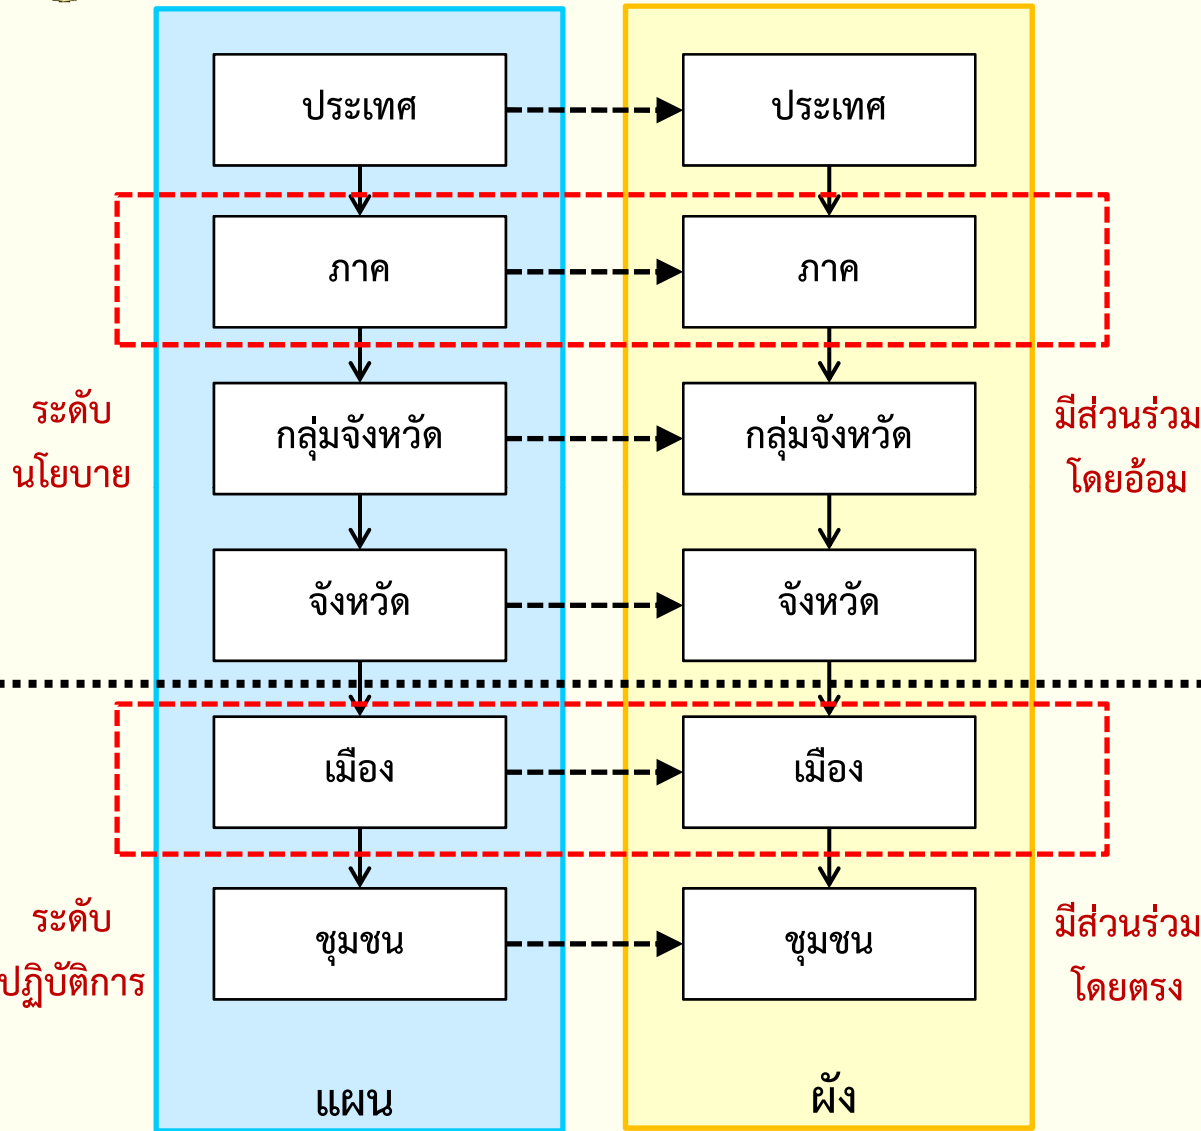 ประเทศ
ประเทศ
ภาค
ภาค
ระดับ
นโยบาย
กลุ่มจังหวัด
กลุ่มจังหวัด
มีส่วนร่วม
โดยอ้อม
จังหวัด
จังหวัด
เมือง
เมือง
ระดับ
ปฏิบัติการ
ชุมชน
ชุมชน
มีส่วนร่วม
โดยตรง
แผน
ผัง